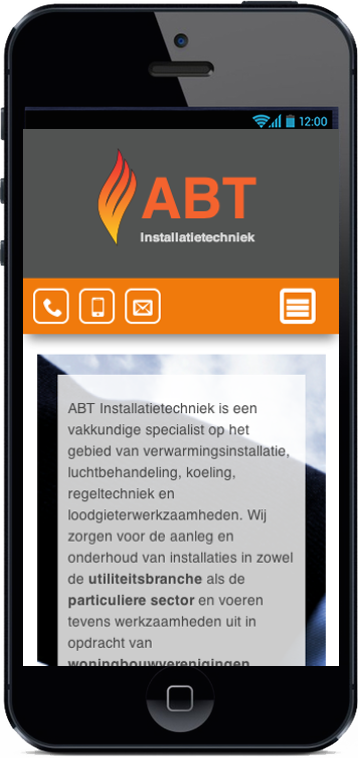 12:00
ABT
Installatietechniek
ABT Installatietechniek is een
vakkundige specialist op het
gebied van verwarmingsinstallatie,
luchtbehandeling, koeling,
regeltechniek en
loodgieterwerkzaamheden. Wij
zorgen voor de aanleg en
onderhoud van installaties in zowel
de utiliteitsbranche als de
particuliere sector en voeren
tevens werkzaamheden uit in
opdracht van
woningbouwverenigingen